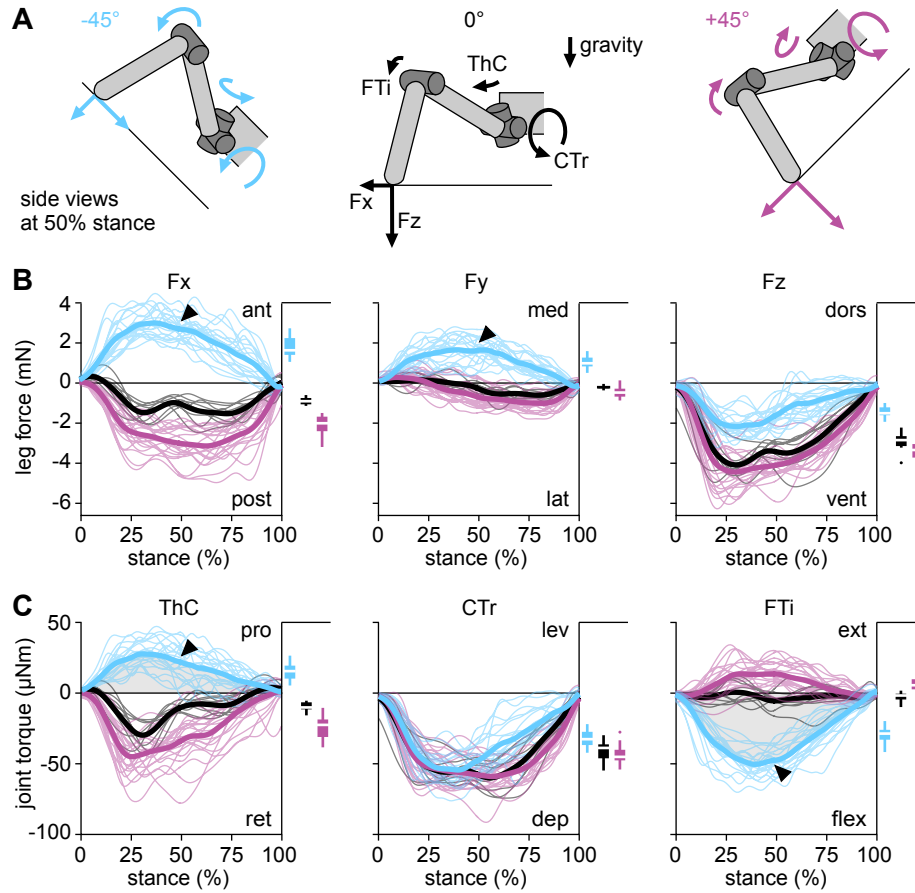 A
-45°
0°
+45°
gravity
FTi
ThC
CTr
Fx
Fz
side views
at 50% stance
B
Fx
Fy
Fz
leg force (mN)
4
2
0
-2
-4
-6
ant
post
med
lat
dors
vent
0 25 50 75 100
0 25 50 75 100
0 25 50 75 100
stance (%)
stance (%)
stance (%)
C
ThC
CTr
FTi
joint torque (µNm)
50
0
-50
-100
pro
ret
lev
dep
ext
flex
0 25 50 75 100
0 25 50 75 100
0 25 50 75 100
stance (%)
stance (%)
stance (%)